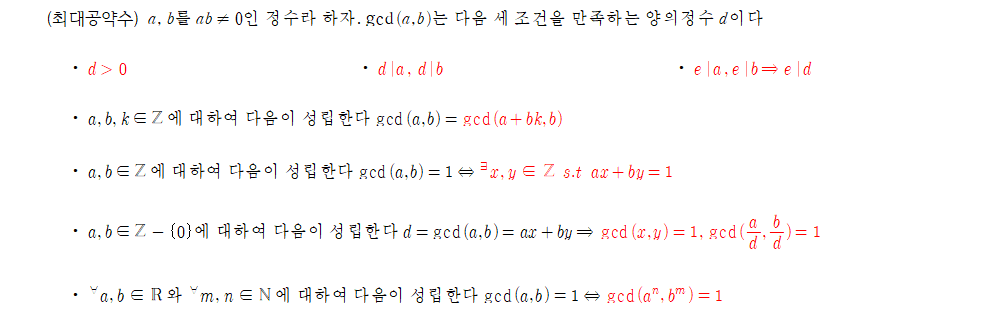 (최대공약수) a, b를 ab ≠ 0인 정수라 하자. gcd(a,b)는 다음 세 조건을 만족하는 양의정수 d이다
· d > 0 · d|a, d|b · e|a, e|b ⇒ e|d
· a, b, k ∈ ℤ에 대하여 다음이 성립한다 gcd(a,b) = gcd(a+bk, b)
· a, b ∈ ℤ에 대하여 다음이 성립한다 gcd(a,b) = 1 ⇔ ∃x, y ∈ ℤ s.t ax + by = 1
· a, b ∈ ℤ − {0}에 대하여 다음이 성립한다 d = gcd(a,b) = ax + by ⇒ gcd(x,y) = 1, gcd(a/d, b/d) = 1
· ∀a, b ∈ ℝ와 ∀m, n ∈ ℕ에 대하여 다음이 성립한다 gcd(a,b) = 1 ⇔ gcd(aⁿ, bᵐ) = 1